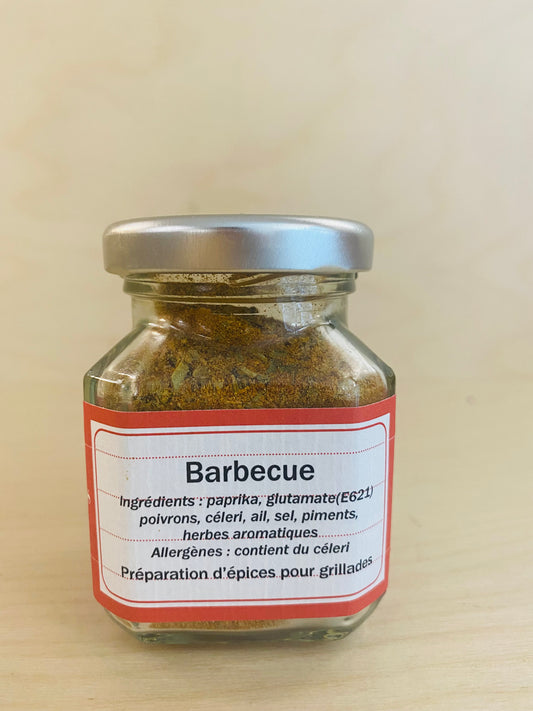 Barbecue
Ingrédients : paprika, glutamate(E621)
poivrons, céleri, ail, sel, piments,
herbes aromatiques
Allergènes : contient du céleri
Préparation d'épices pour grillades